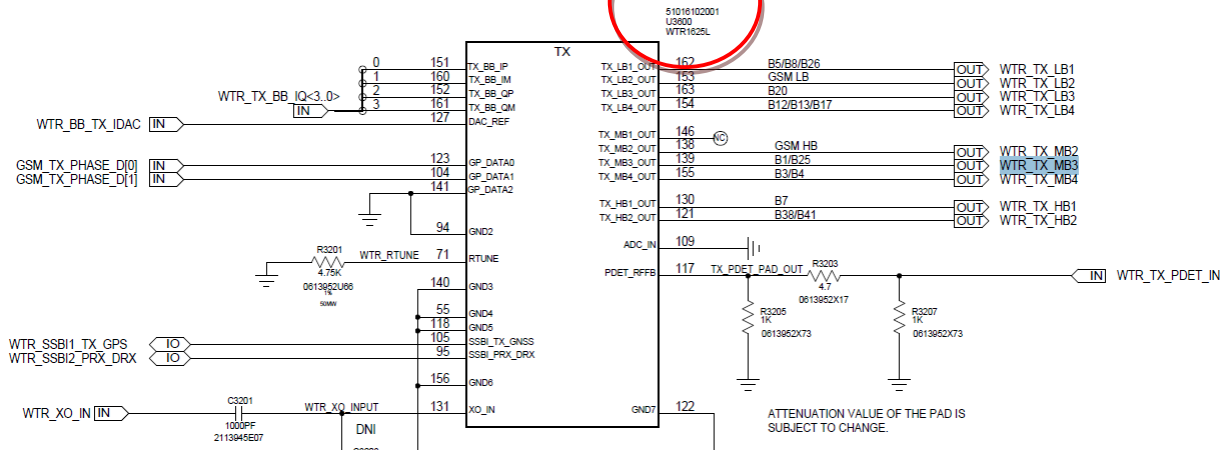 51016102001
U3600
WTR1625L
TX
0 151 TX_BB_IP
1 160 TX_BB_IM
2 152 TX_BB_QP
3 161 TX_BB_QM
WTR_TX_BB_IQ<3..0>
IN
WTR_BB_TX_IDAC IN 127 DAC_REF
GSM_TX_PHASE_D[0] IN 123 GP_DATA0
GSM_TX_PHASE_D[1] IN 104 GP_DATA1
141 GP_DATA2
94 GND2
R3201
4.75K
0613952U66
1%
50MW
WTR_RTUNE 71 RTUNE
140 GND3
55 GND4
118 GND5
WTR_SSBI1_TX_GPS IO 105 SSBI_TX_GNSS
WTR_SSBI2_PRX_DRX IO 95 SSBI_PRX_DRX
156 GND6
WTR_XO_IN IN
C3201
1000PF
2113945E07
WTR_XO_INPUT 131 XO_IN
DNI
TX_LB1_OUT 162 B5/B8/B26 OUT WTR_TX_LB1
TX_LB2_OUT 153 GSM LB OUT WTR_TX_LB2
TX_LB3_OUT 163 B20 OUT WTR_TX_LB3
TX_LB4_OUT 154 B12/B13/B17 OUT WTR_TX_LB4
TX_MB1_OUT 146 NC
TX_MB2_OUT 138 GSM HB OUT WTR_TX_MB2
TX_MB3_OUT 139 B1/B25 OUT WTR_TX_MB3
TX_MB4_OUT 155 B3/B4 OUT WTR_TX_MB4
TX_HB1_OUT 130 B7 OUT WTR_TX_HB1
TX_HB2_OUT 121 B38/B41 OUT WTR_TX_HB2
ADC_IN 109
PDET_RFFB 117 TX_PDET_PAD_OUT
R3203
4.7
0613952X17
IN WTR_TX_PDET_IN
R3205
1K
0613952X73
R3207
1K
0613952X73
GND7 122
ATTENUATION VALUE OF THE PAD IS
SUBJECT TO CHANGE.